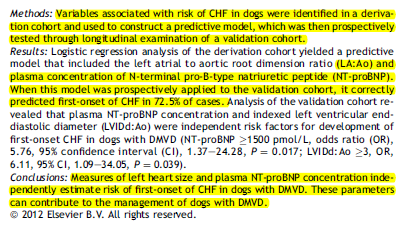 Methods: Variables associated with risk of CHF in dogs were identified in a deriva-
tion cohort and used to construct a predictive model, which was then prospectively
tested through longitudinal examination of a validation cohort.
Results: Logistic regression analysis of the derivation cohort yielded a predictive
model that included the left atrial to aortic root dimension ratio (LA:Ao) and
plasma concentration of N-terminal pro-B-type natriuretic peptide (NT-proBNP).
When this model was prospectively applied to the validation cohort, it correctly
predicted first-onset of CHF in 72.5% of cases. Analysis of the validation cohort re-
vealed that plasma NT-proBNP concentration and indexed left ventricular end-
diastolic diameter (LVIDd:Ao) were independent risk factors for development of
first-onset CHF in dogs with DMVD (NT-proBNP ≥1500 pmol/L, odds ratio (OR),
5.76, 95% confidence interval (CI), 1.37–24.28, P = 0.017; LVIDd:Ao ≥3, OR,
6.11, 95% CI, 1.09–34.05, P = 0.039).
Conclusions: Measures of left heart size and plasma NT-proBNP concentration inde-
pendently estimate risk of first-onset of CHF in dogs with DMVD. These parameters
can contribute to the management of dogs with DMVD.
© 2012 Elsevier B.V. All rights reserved.